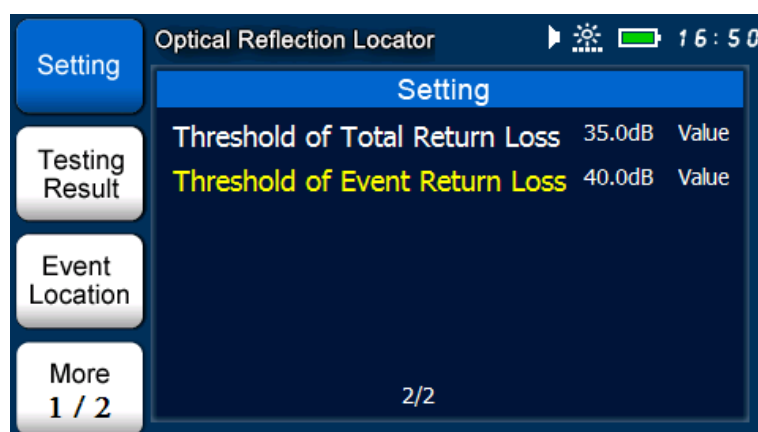 Optical Reflection Locator 16:50
Setting
Testing
Result
Event
Location
More
1 / 2
Setting
Threshold of Total Return Loss 35.0dB Value
Threshold of Event Return Loss 40.0dB Value
2/2